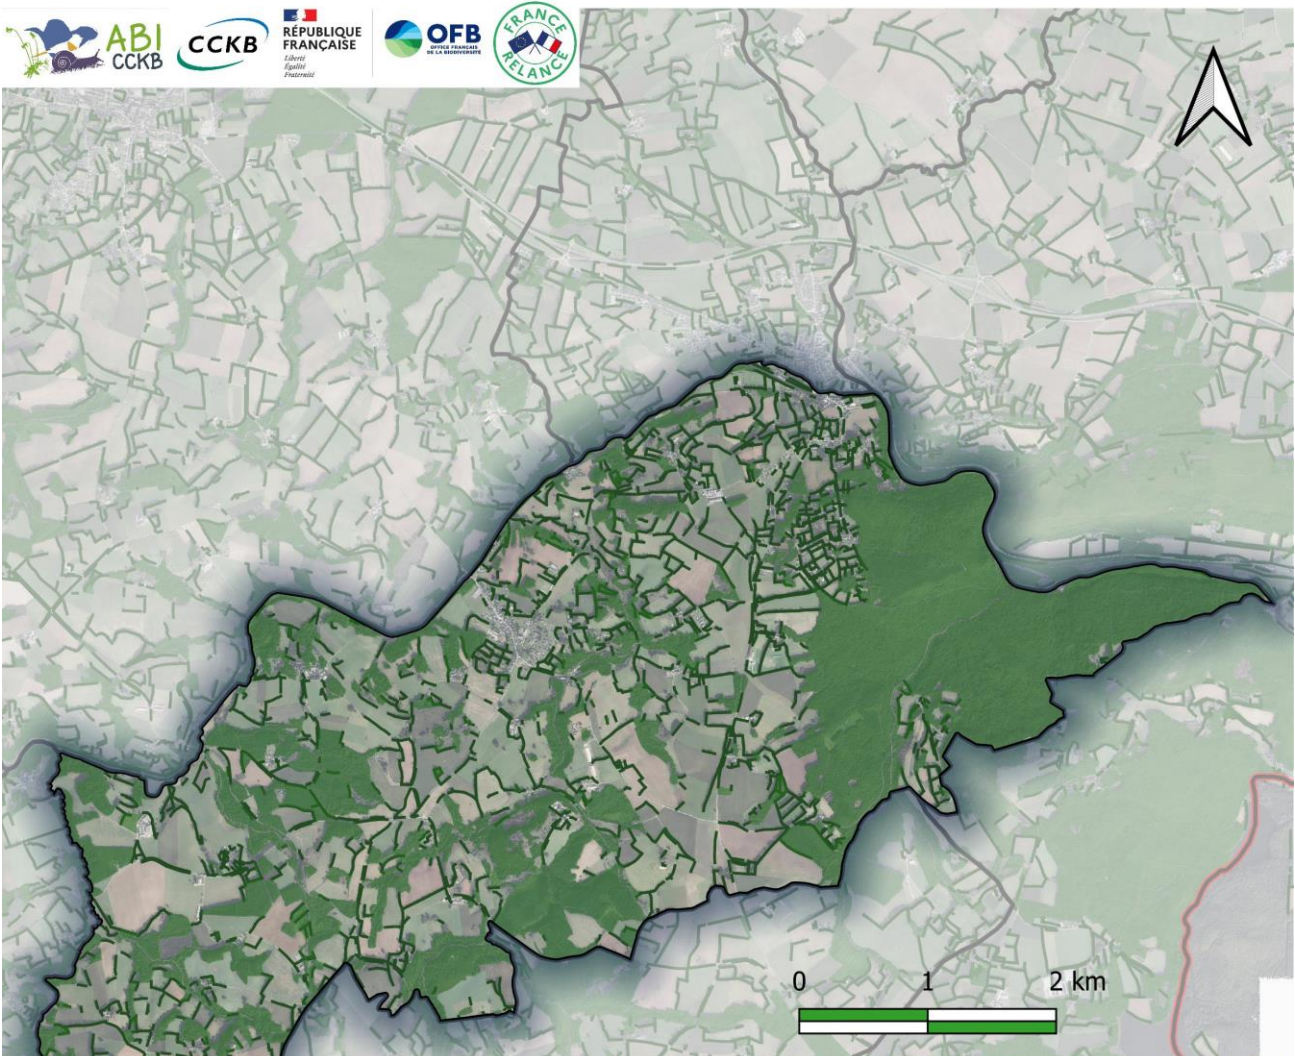 ABI
CCKB
CCKB
RÉPUBLIQUE
FRANÇAISE
Liberté
Égalité
Fraternité
OFB
OFFICE FRANÇAIS
DE LA BIODIVERSITÉ
FRANCE
RELANCE
0 1 2 km